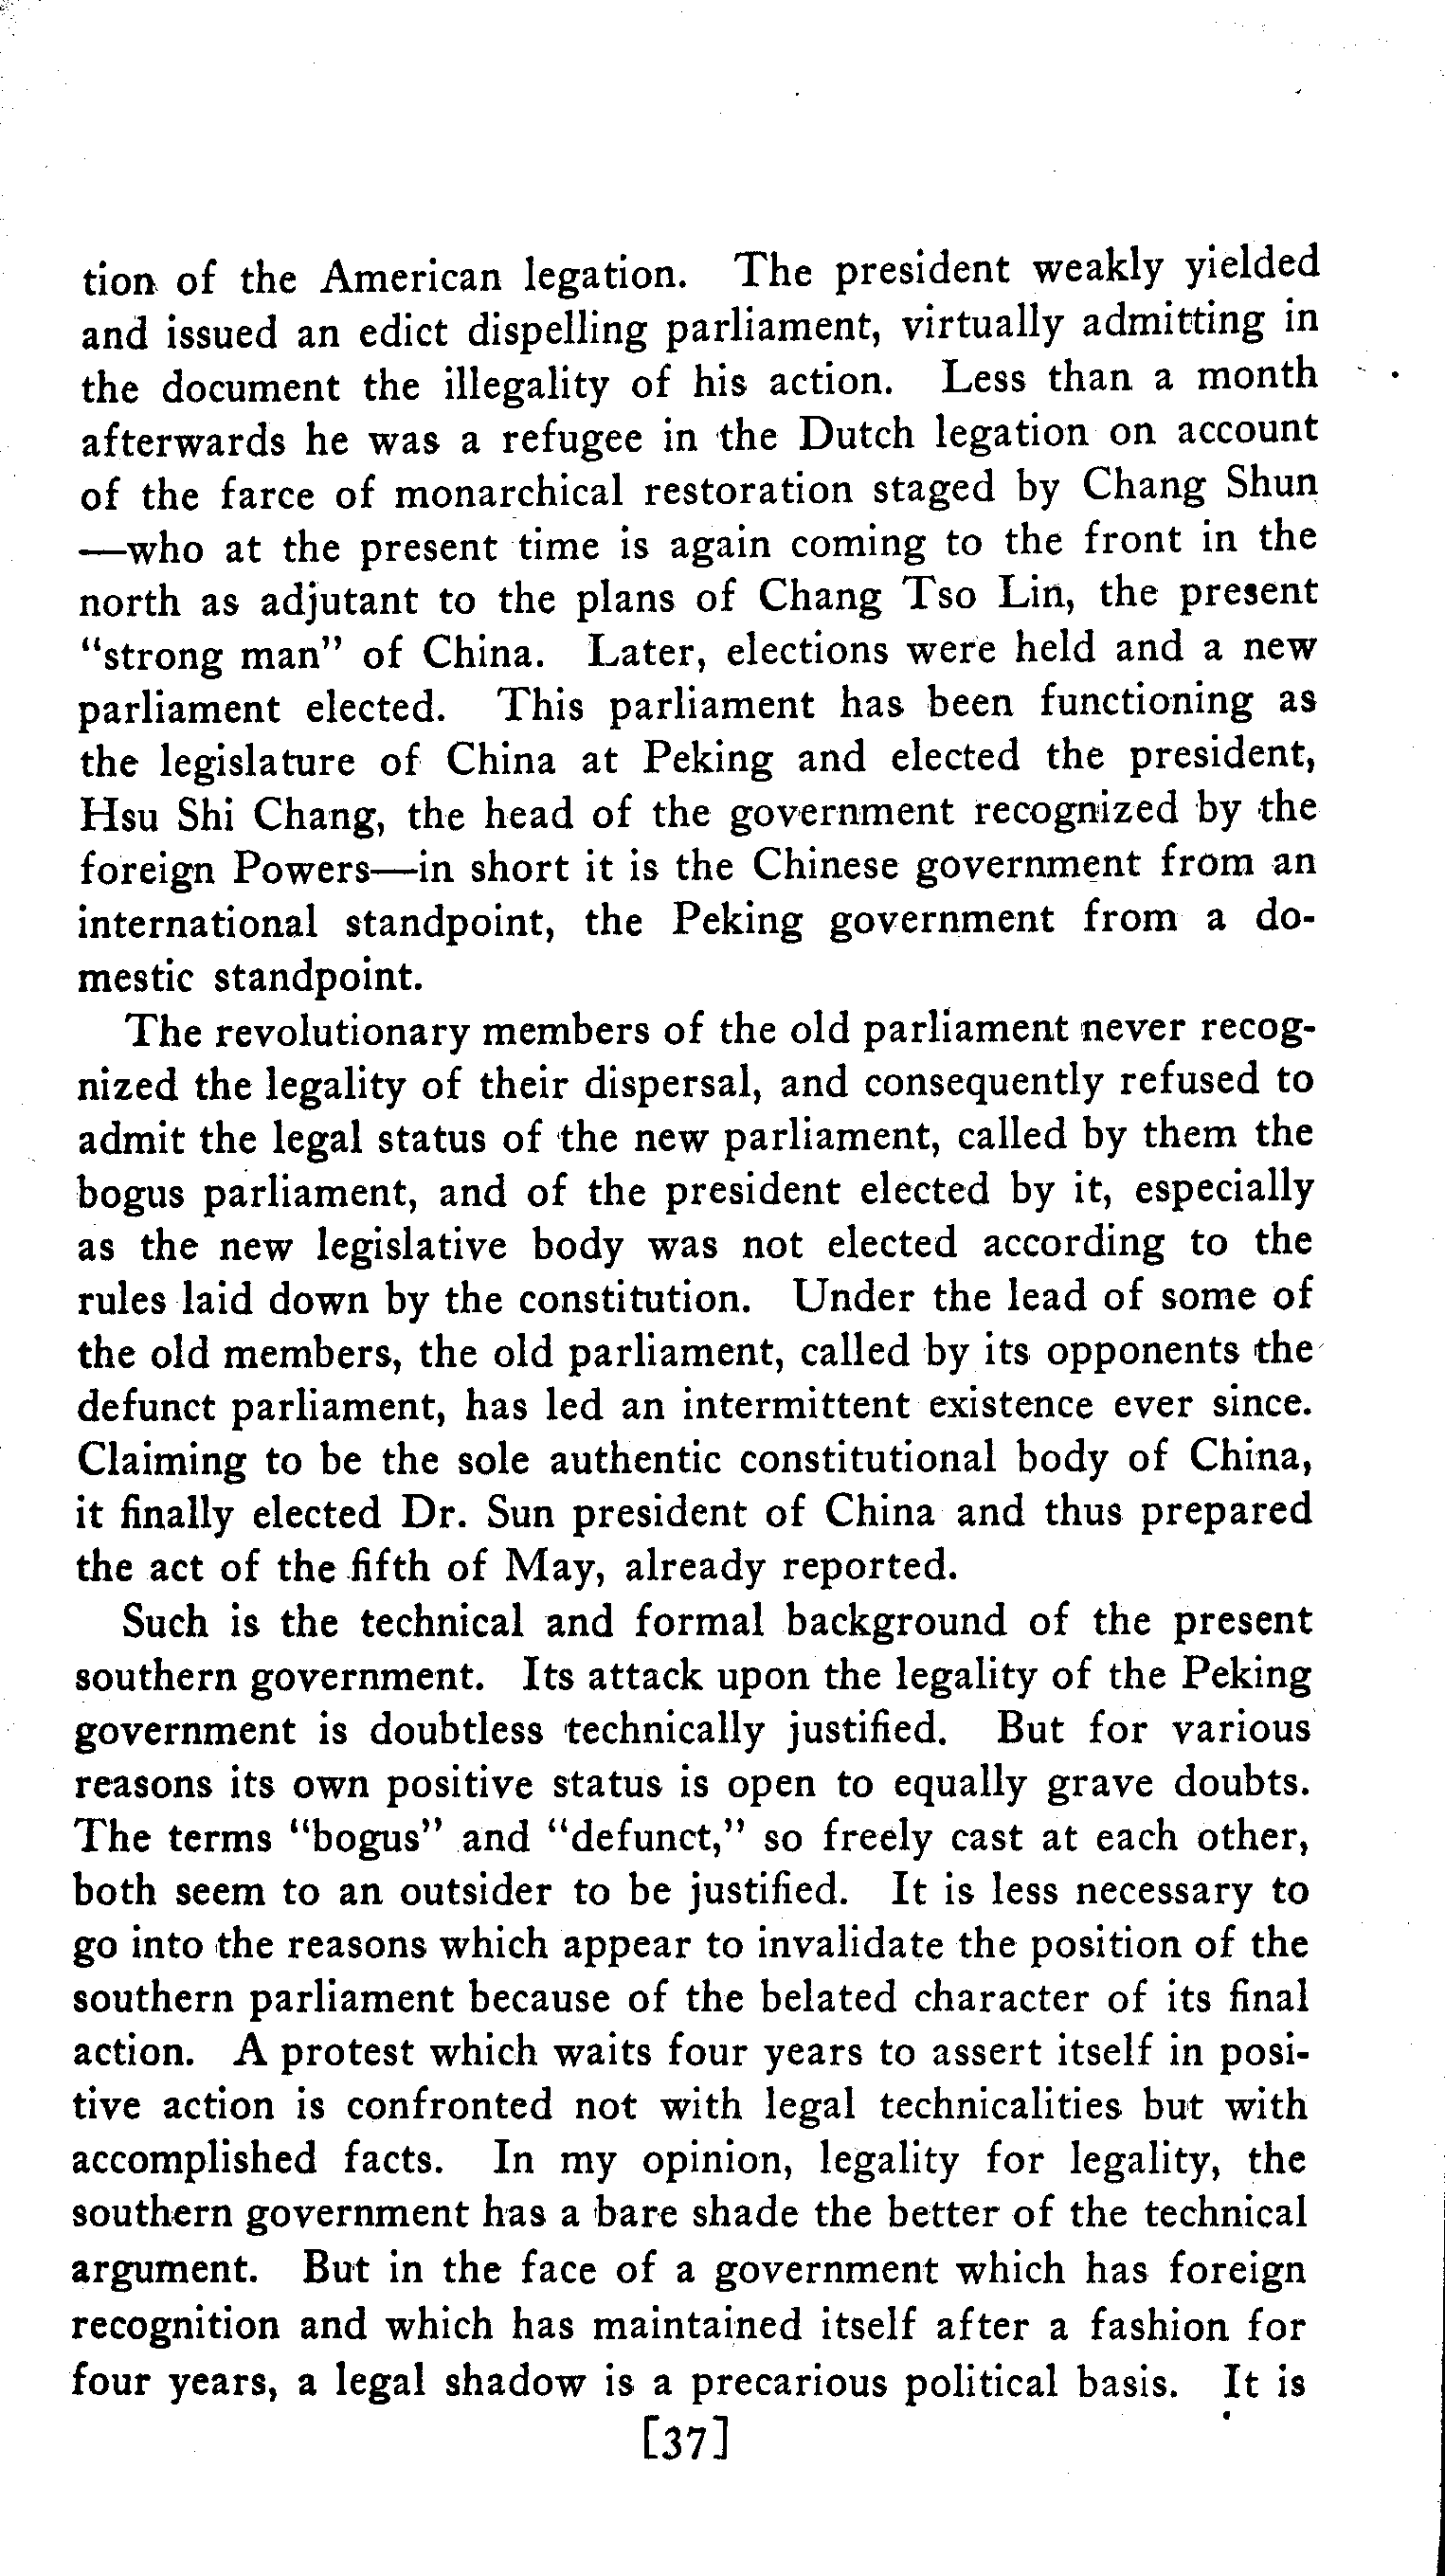 tion of the American legation. The president weakly yielded
and issued an edict dispelling parliament, virtually admitting in
the document the illegality of his action. Less than a month
afterwards he was a refugee in the Dutch legation on account
of the farce of monarchical restoration staged by Chang Shun
—who at the present time is again coming to the front in the
north as adjutant to the plans of Chang Tso Lin, the present
“strong man” of China. Later, elections were held and a new
parliament elected. This parliament has been functioning as
the legislature of China at Peking and elected the president,
Hsu Shi Chang, the head of the government recognized by the
foreign Powers—in short it is the Chinese government from an
international standpoint, the Peking government from a do-
mestic standpoint.
The revolutionary members of the old parliament never recog-
nized the legality of their dispersal, and consequently refused to
admit the legal status of the new parliament, called by them the
bogus parliament, and of the president elected by it, especially
as the new legislative body was not elected according to the
rules laid down by the constitution. Under the lead of some of
the old members, the old parliament, called by its opponents the
defunct parliament, has led an intermittent existence ever since.
Claiming to be the sole authentic constitutional body of China,
it finally elected Dr. Sun president of China and thus prepared
the act of the fifth of May, already reported.
Such is the technical and formal background of the present
southern government. Its attack upon the legality of the Peking
government is doubtless technically justified. But for various
reasons its own positive status is open to equally grave doubts.
The terms “bogus” and “defunct,” so freely cast at each other,
both seem to an outsider to be justified. It is less necessary to
go into the reasons which appear to invalidate the position of the
southern parliament because of the belated character of its final
action. A protest which waits four years to assert itself in posi-
tive action is confronted not with legal technicalities but with
accomplished facts. In my opinion, legality for legality, the
southern government has a bare shade the better of the technical
argument. But in the face of a government which has foreign
recognition and which has maintained itself after a fashion for
four years, a legal shadow is a precarious political basis. It is
[37]